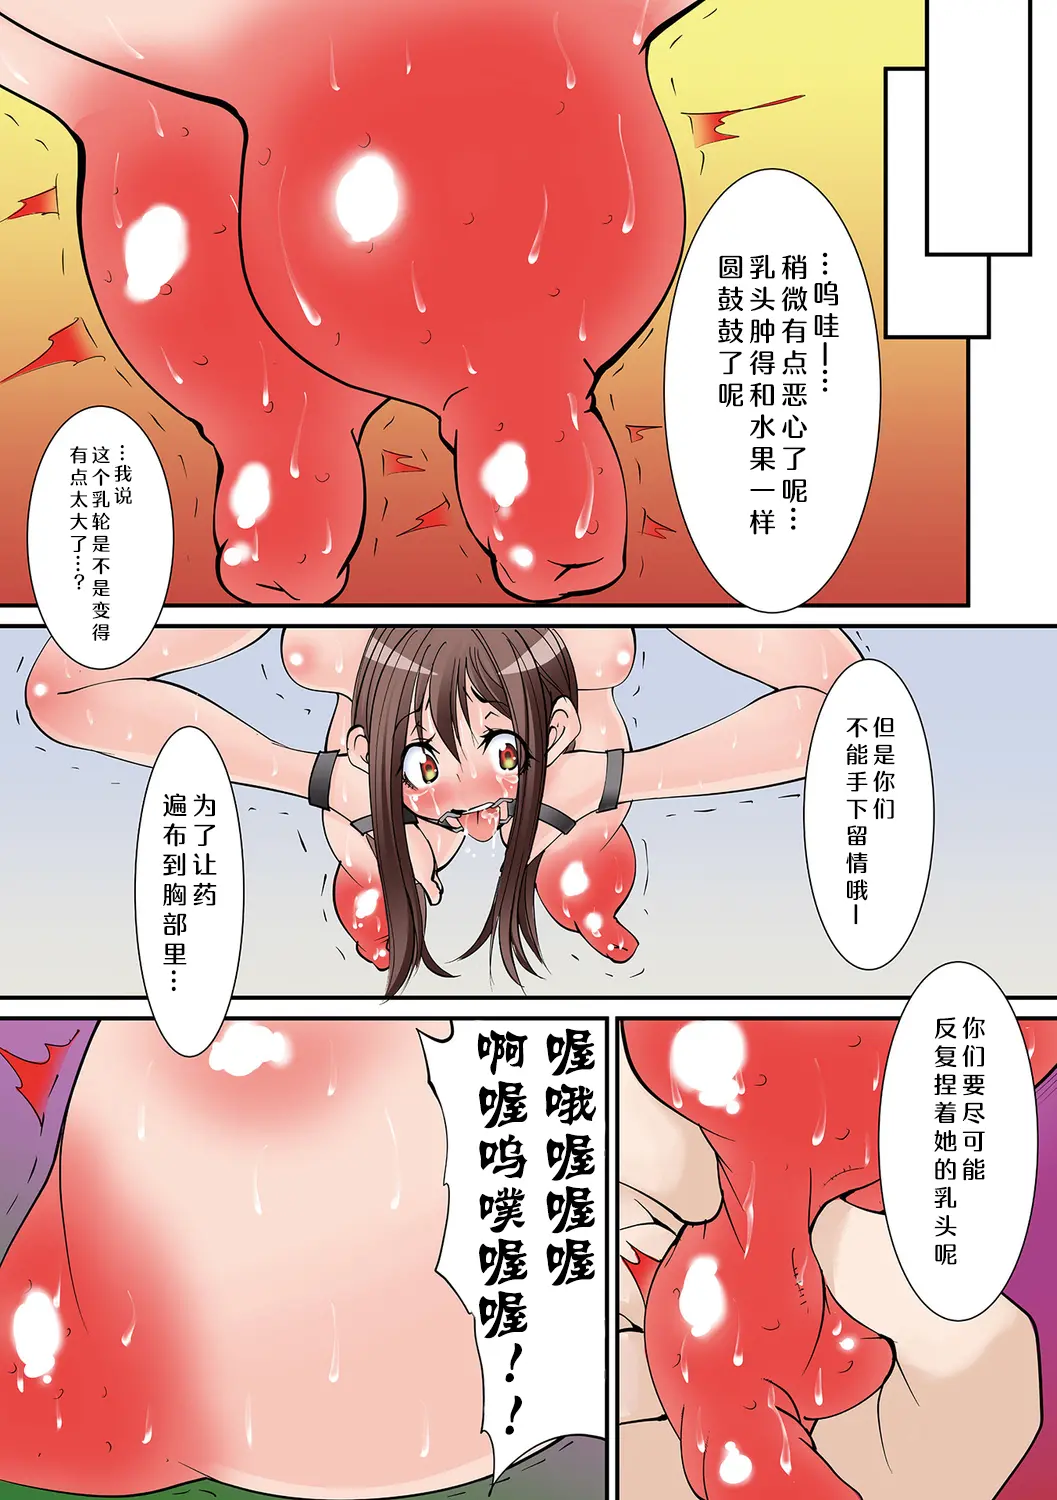 …呜哇ー…
稍微有点恶心了呢…
乳头肿得和水果一样
圆鼓鼓了呢
…我说
这个乳轮是不是变得
有点太大了…?
但是你们
不能手下留情哦ー
为了让药
遍布到胸部里…
你们要尽可能
反复捏着她的乳头呢
喔哦喔喔喔
啊喔呜噗喔喔！！